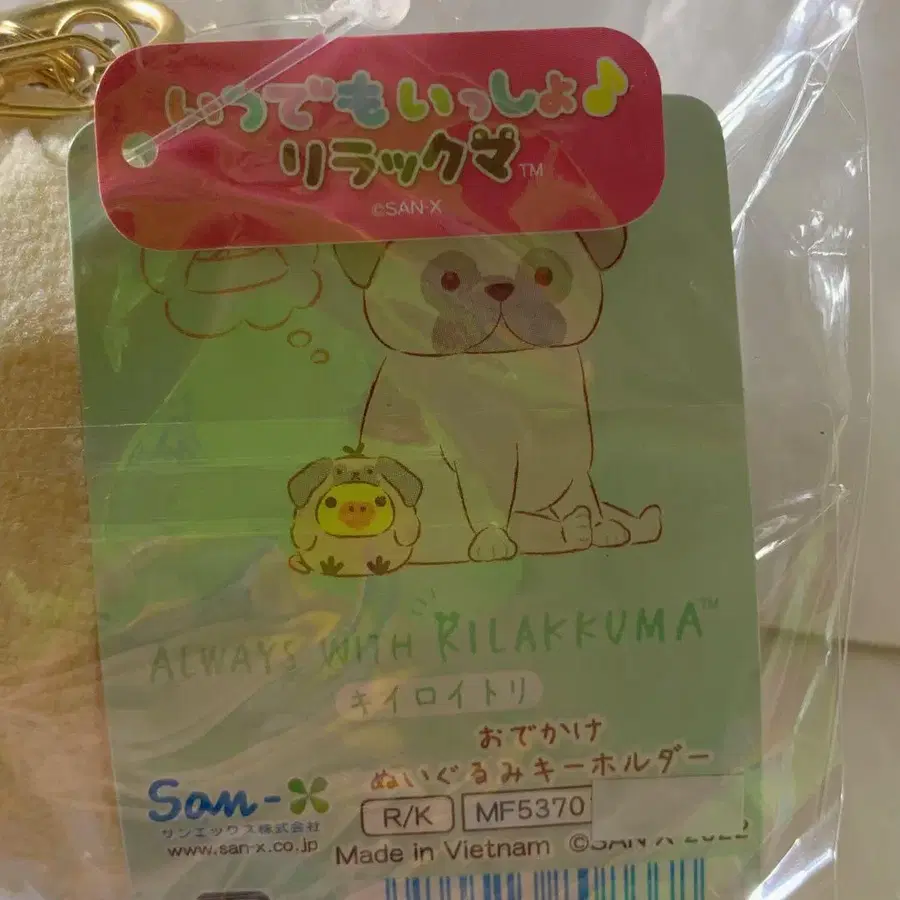 いつでもいっしょ♪
リラックマ™
©SAN-X
ALWAYS WITH RILAKKUMA™
キイロイトリ
おでかけ
ぬいぐるみキーホルダー
San-X
サンエックス株式会社
www.san-x.co.jp
R/K MF5370
Made in Vietnam ©SAN-X 2022